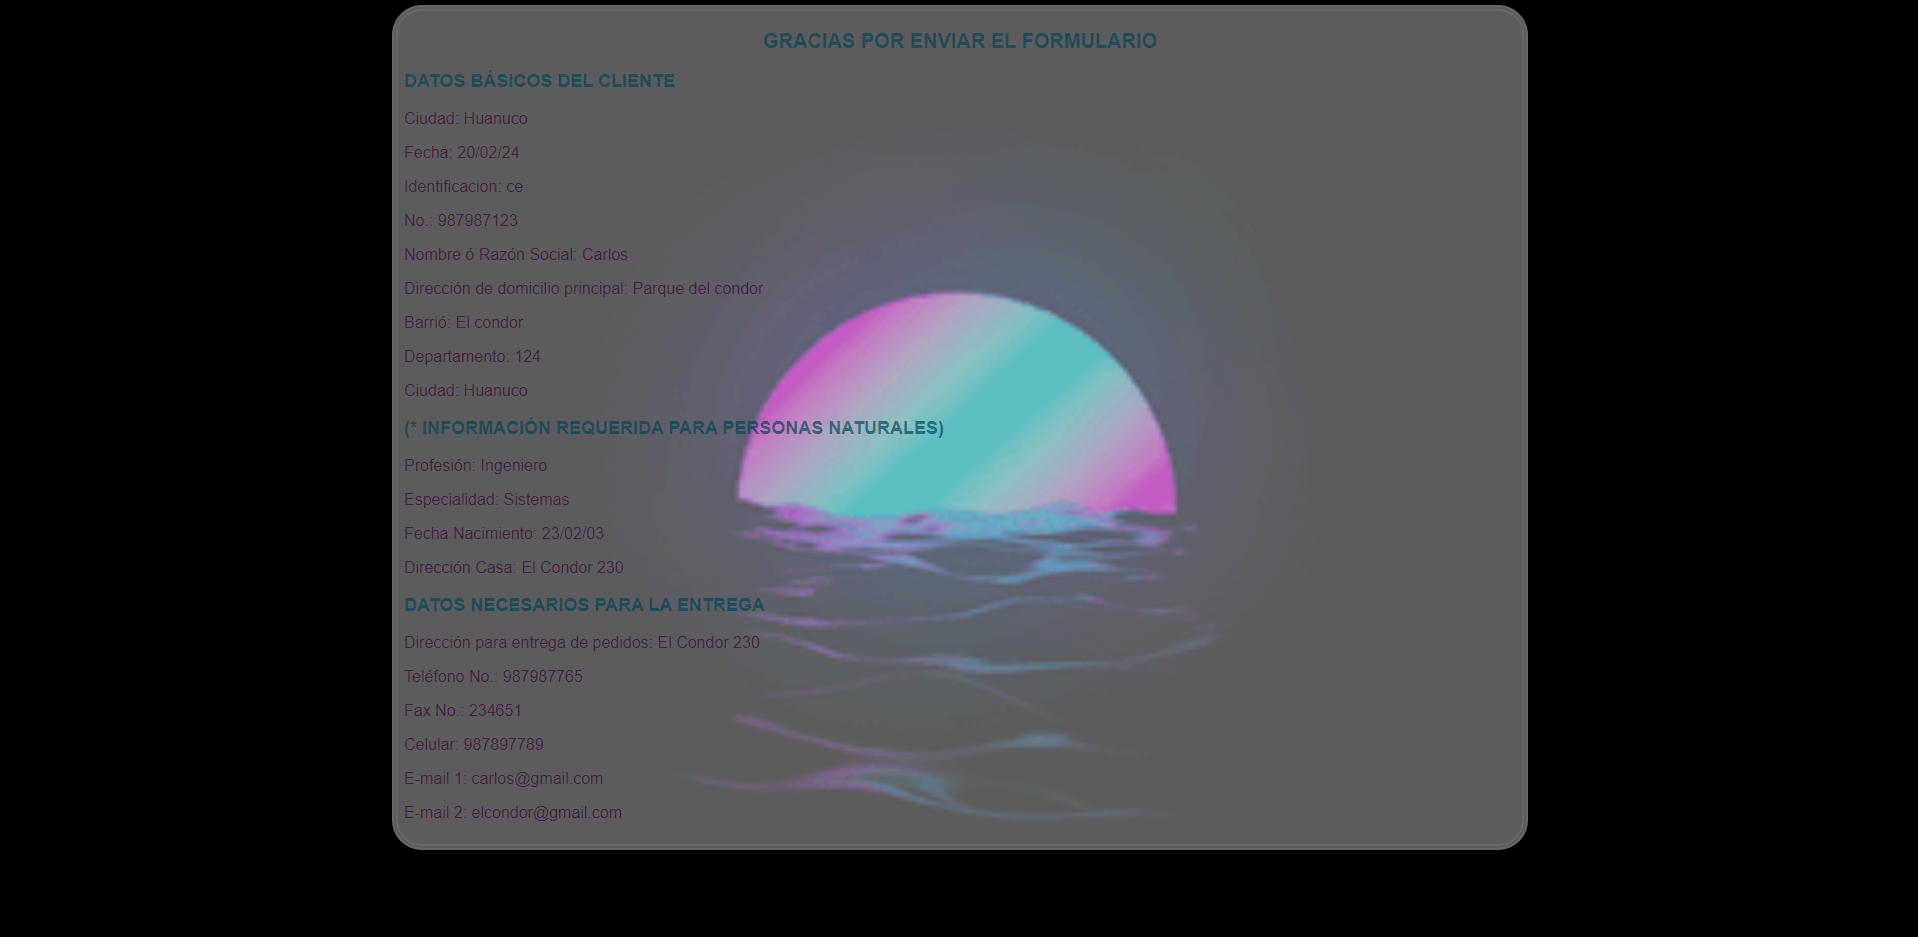 GRACIAS POR ENVIAR EL FORMULARIO
DATOS BÁSICOS DEL CLIENTE
Ciudad: Huanuco
Fecha: 20/02/24
Identificacion: ce
No.: 987987123
Nombre ó Razón Social: Carlos
Dirección de domicilio principal: Parque del condor
Barrió: El condor
Departamento: 124
Ciudad: Huanuco
(* INFORMACIÓN REQUERIDA PARA PERSONAS NATURALES)
Profesión: Ingeniero
Especialidad: Sistemas
Fecha Nacimiento: 23/02/03
Dirección Casa: El Condor 230
DATOS NECESARIOS PARA LA ENTREGA
Dirección para entrega de pedidos: El Condor 230
Teléfono No.: 987987765
Fax No.: 234651
Celular: 987897789
E-mail 1: carlos@gmail.com
E-mail 2: elcondor@gmail.com